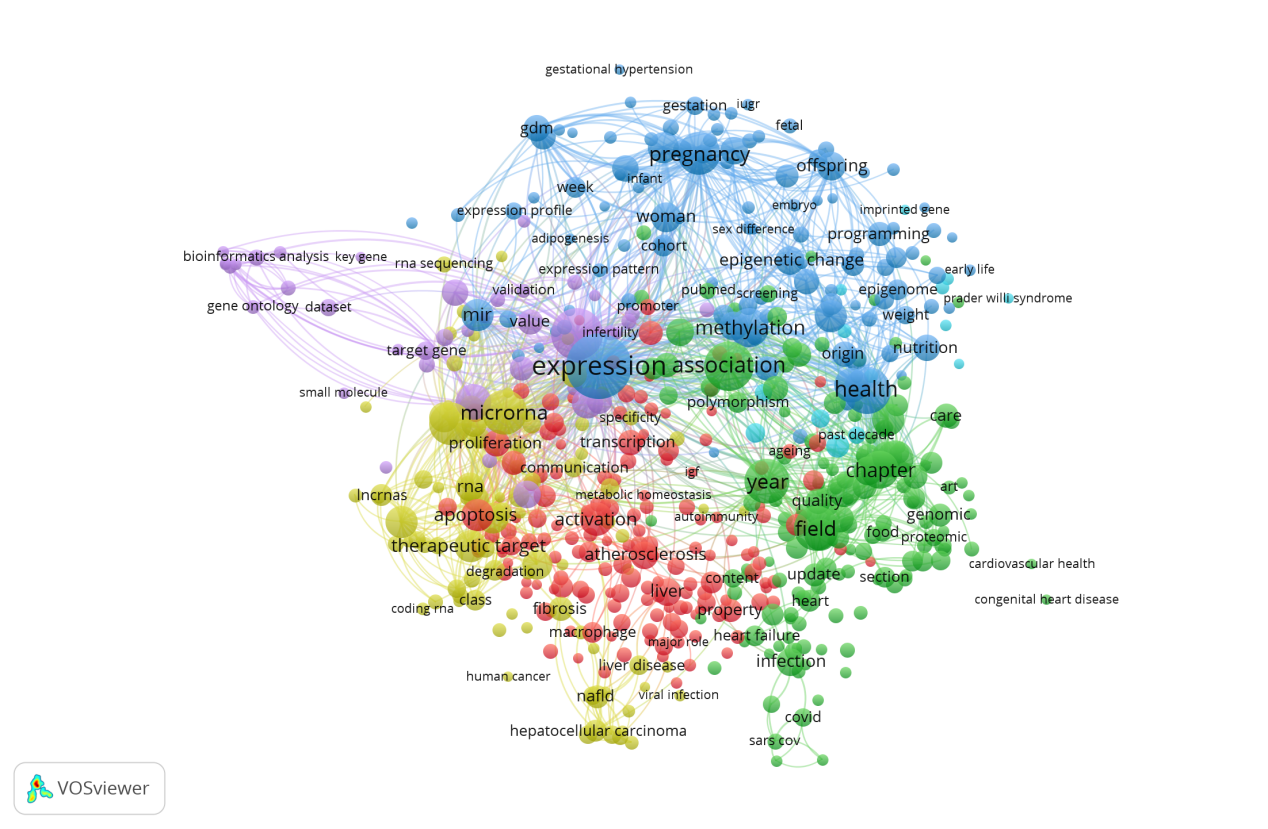 gestational hypertension
gestation
iugr
gdm
fetal
pregnancy
offspring
infant
week
embryo
imprinted gene
expression profile
woman
sex difference
programming
adipogenesis
cohort
bioinformatics analysis
key gene
rna sequencing
expression pattern
epigenetic change
early life
validation
pubmed
screening
epigenome
prader willi syndrome
gene ontology
dataset
mir
value
promoter
weight
infertility
methylation
target gene
origin
nutrition
expression
association
small molecule
health
polymorphism
microrna
specificity
care
proliferation
transcription
past decade
ageing
communication
igf
chapter
lncrnas
rna
metabolic homeostasis
year
quality
art
apoptosis
activation
autoimmunity
field
genomic
food
proteomic
therapeutic target
atherosclerosis
cardiovascular health
degradation
content
update
section
liver
coding rna
class
fibrosis
property
heart
congenital heart disease
macrophage
major role
heart failure
liver disease
infection
human cancer
nafld
viral infection
covid
hepatocellular carcinoma
sars cov
VOSviewer